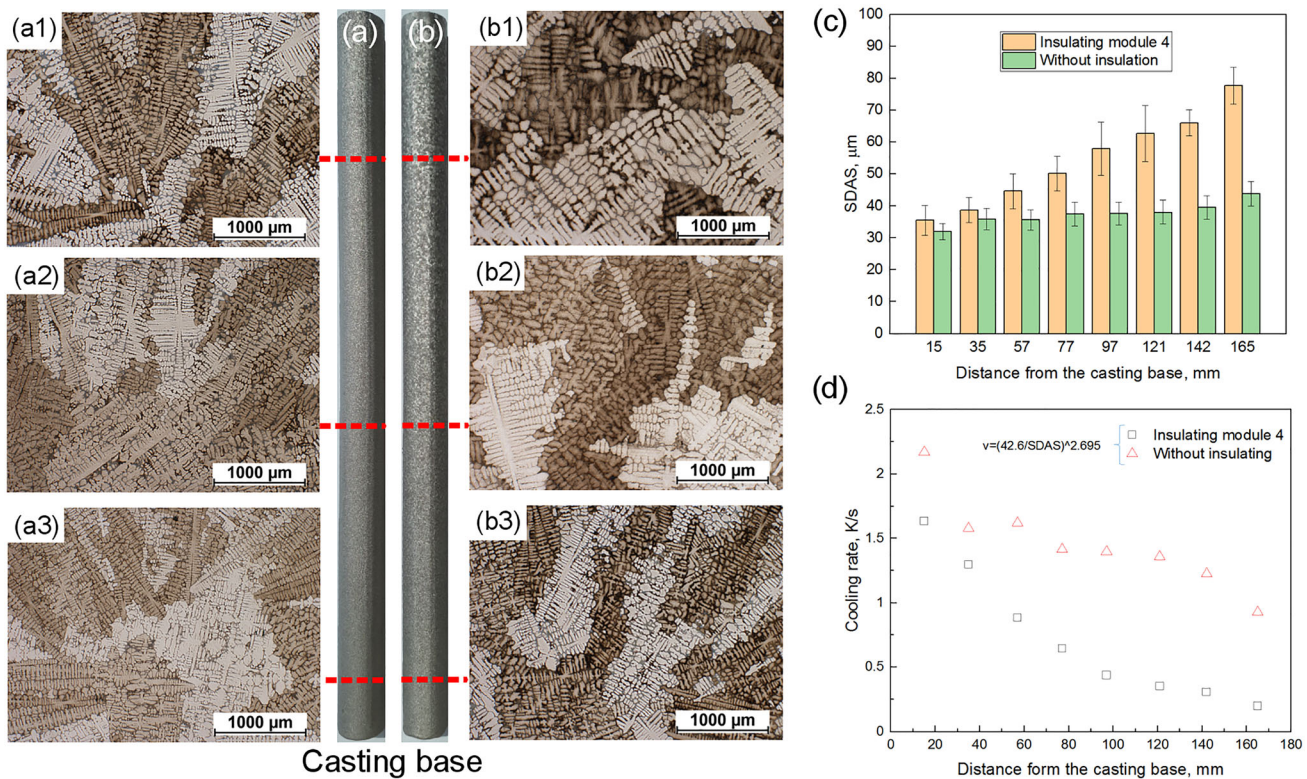 (a1)
1000 µm
(a2)
1000 µm
(a3)
1000 µm
(a)
(b)
Casting base
(b1)
1000 µm
(b2)
1000 µm
(b3)
1000 µm
(c)
SDAS, µm
100
90
80
70
60
50
40
30
20
10
0
Insulating module 4
Without insulation
15 35 57 77 97 121 142 165
Distance from the casting base, mm
(d)
Cooling rate, K/s
2.5
2
1.5
1
0.5
0
v=(42.6/SDAS)^2.695
Insulating module 4
Without insulating
0 20 40 60 80 100 120 140 160 180
Distance form the casting base, mm